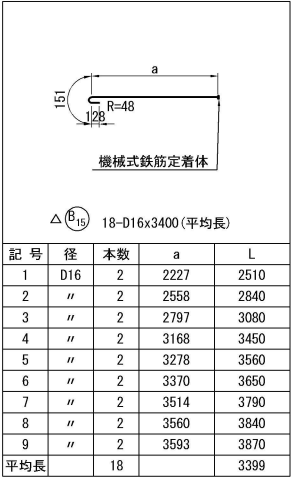 a
151
R=48
128
機械式鉄筋定着体
△ B15 18-D16x3400(平均長)
記 号 径 本数 a L
1 D16 2 2227 2510
2 〃 2 2558 2840
3 〃 2 2797 3080
4 〃 2 3168 3450
5 〃 2 3278 3560
6 〃 2 3370 3650
7 〃 2 3514 3790
8 〃 2 3560 3840
9 〃 2 3593 3870
平均長 18 3399